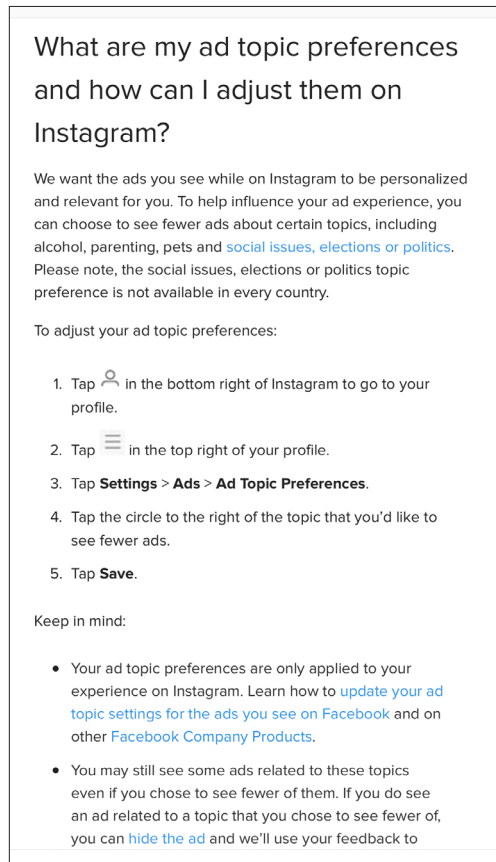 What are my ad topic preferences
and how can I adjust them on
Instagram?
We want the ads you see while on Instagram to be personalized
and relevant for you. To help influence your ad experience, you
can choose to see fewer ads about certain topics, including
alcohol, parenting, pets and social issues, elections or politics.
Please note, the social issues, elections or politics topic
preference is not available in every country.
To adjust your ad topic preferences:
1. Tap in the bottom right of Instagram to go to your
profile.
2. Tap in the top right of your profile.
3. Tap Settings > Ads > Ad Topic Preferences.
4. Tap the circle to the right of the topic that you'd like to
see fewer ads.
5. Tap Save.
Keep in mind:
• Your ad topic preferences are only applied to your
experience on Instagram. Learn how to update your ad
topic settings for the ads you see on Facebook and on
other Facebook Company Products.
• You may still see some ads related to these topics
even if you chose to see fewer of them. If you do see
an ad related to a topic that you chose to see fewer of,
you can hide the ad and we'll use your feedback to